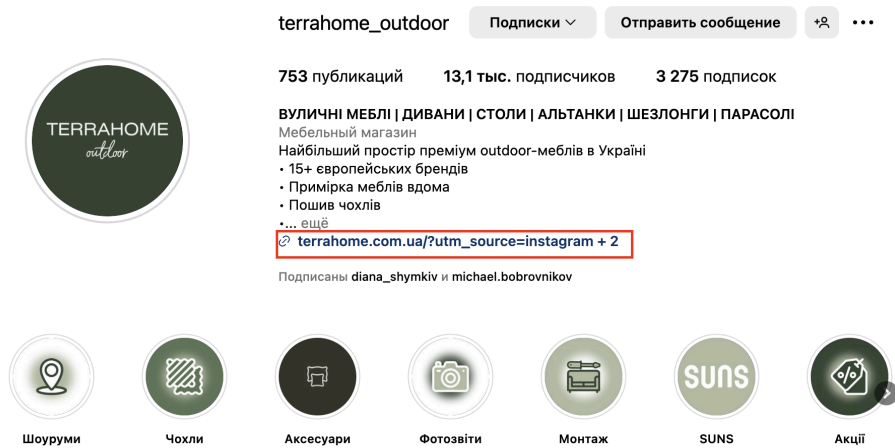 terrahome_outdoor Подписки Отправить сообщение
753 публикаций 13,1 тыс. подписчиков 3 275 подписок
TERRAHOME
outdoor
ВУЛИЧНІ МЕБЛІ | ДИВАНИ | СТОЛИ | АЛЬТАНКИ | ШЕЗЛОНГИ | ПАРАСОЛІ
Мебельный магазин
Найбільший простір преміум outdoor-меблів в Україні
• 15+ європейських брендів
• Примірка меблів вдома
• Пошив чохлів
•... ещё
terrahome.com.ua/?utm_source=instagram + 2
Подписаны diana_shymkiv и michael.bobrovnikov
SUNS
Шоуруми Чохли Аксесуари Фотозвіти Монтаж SUNS Акції